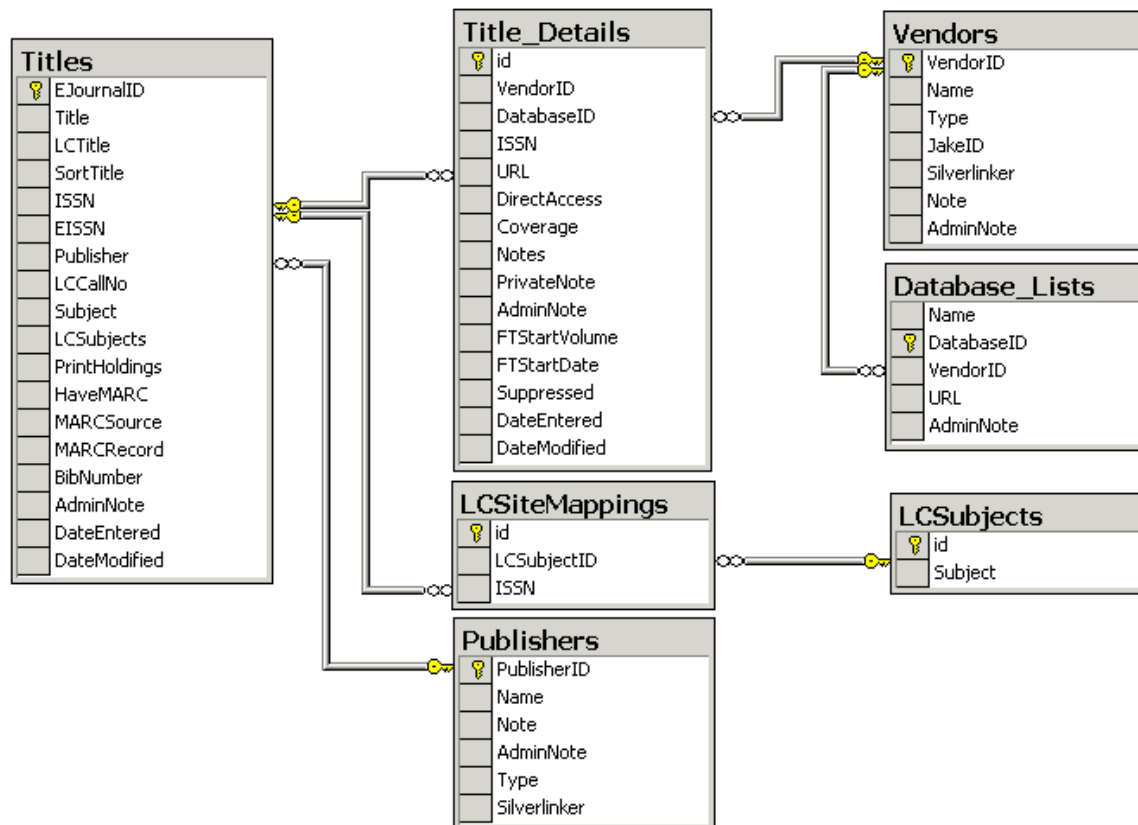 Titles
EJournalID
Title
LCTitle
SortTitle
ISSN
EISSN
Publisher
LCCallNo
Subject
LCSubjects
PrintHoldings
HaveMARC
MARCSource
MARCRecord
BibNumber
AdminNote
DateEntered
DateModified
Title_Details
id
VendorID
DatabaseID
ISSN
URL
DirectAccess
Coverage
Notes
PrivateNote
AdminNote
FTStartVolume
FTStartDate
Suppressed
DateEntered
DateModified
LCSiteMappings
id
LCSubjectID
ISSN
Publishers
PublisherID
Name
Note
AdminNote
Type
Silverlinker
Vendors
VendorID
Name
Type
JakeID
Silverlinker
Note
AdminNote
Database_Lists
Name
DatabaseID
VendorID
URL
AdminNote
LCSubjects
id
Subject